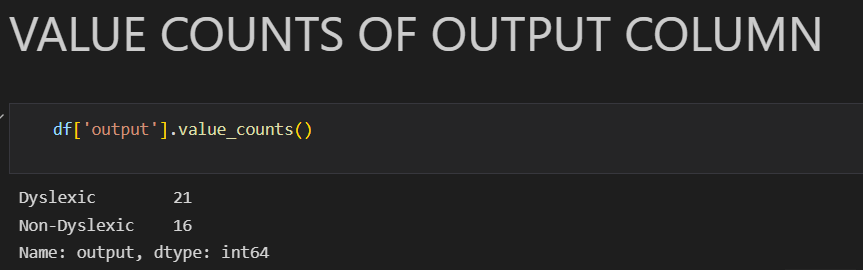 VALUE COUNTS OF OUTPUT COLUMN
df['output'].value_counts()
Dyslexic        21
Non-Dyslexic    16
Name: output, dtype: int64